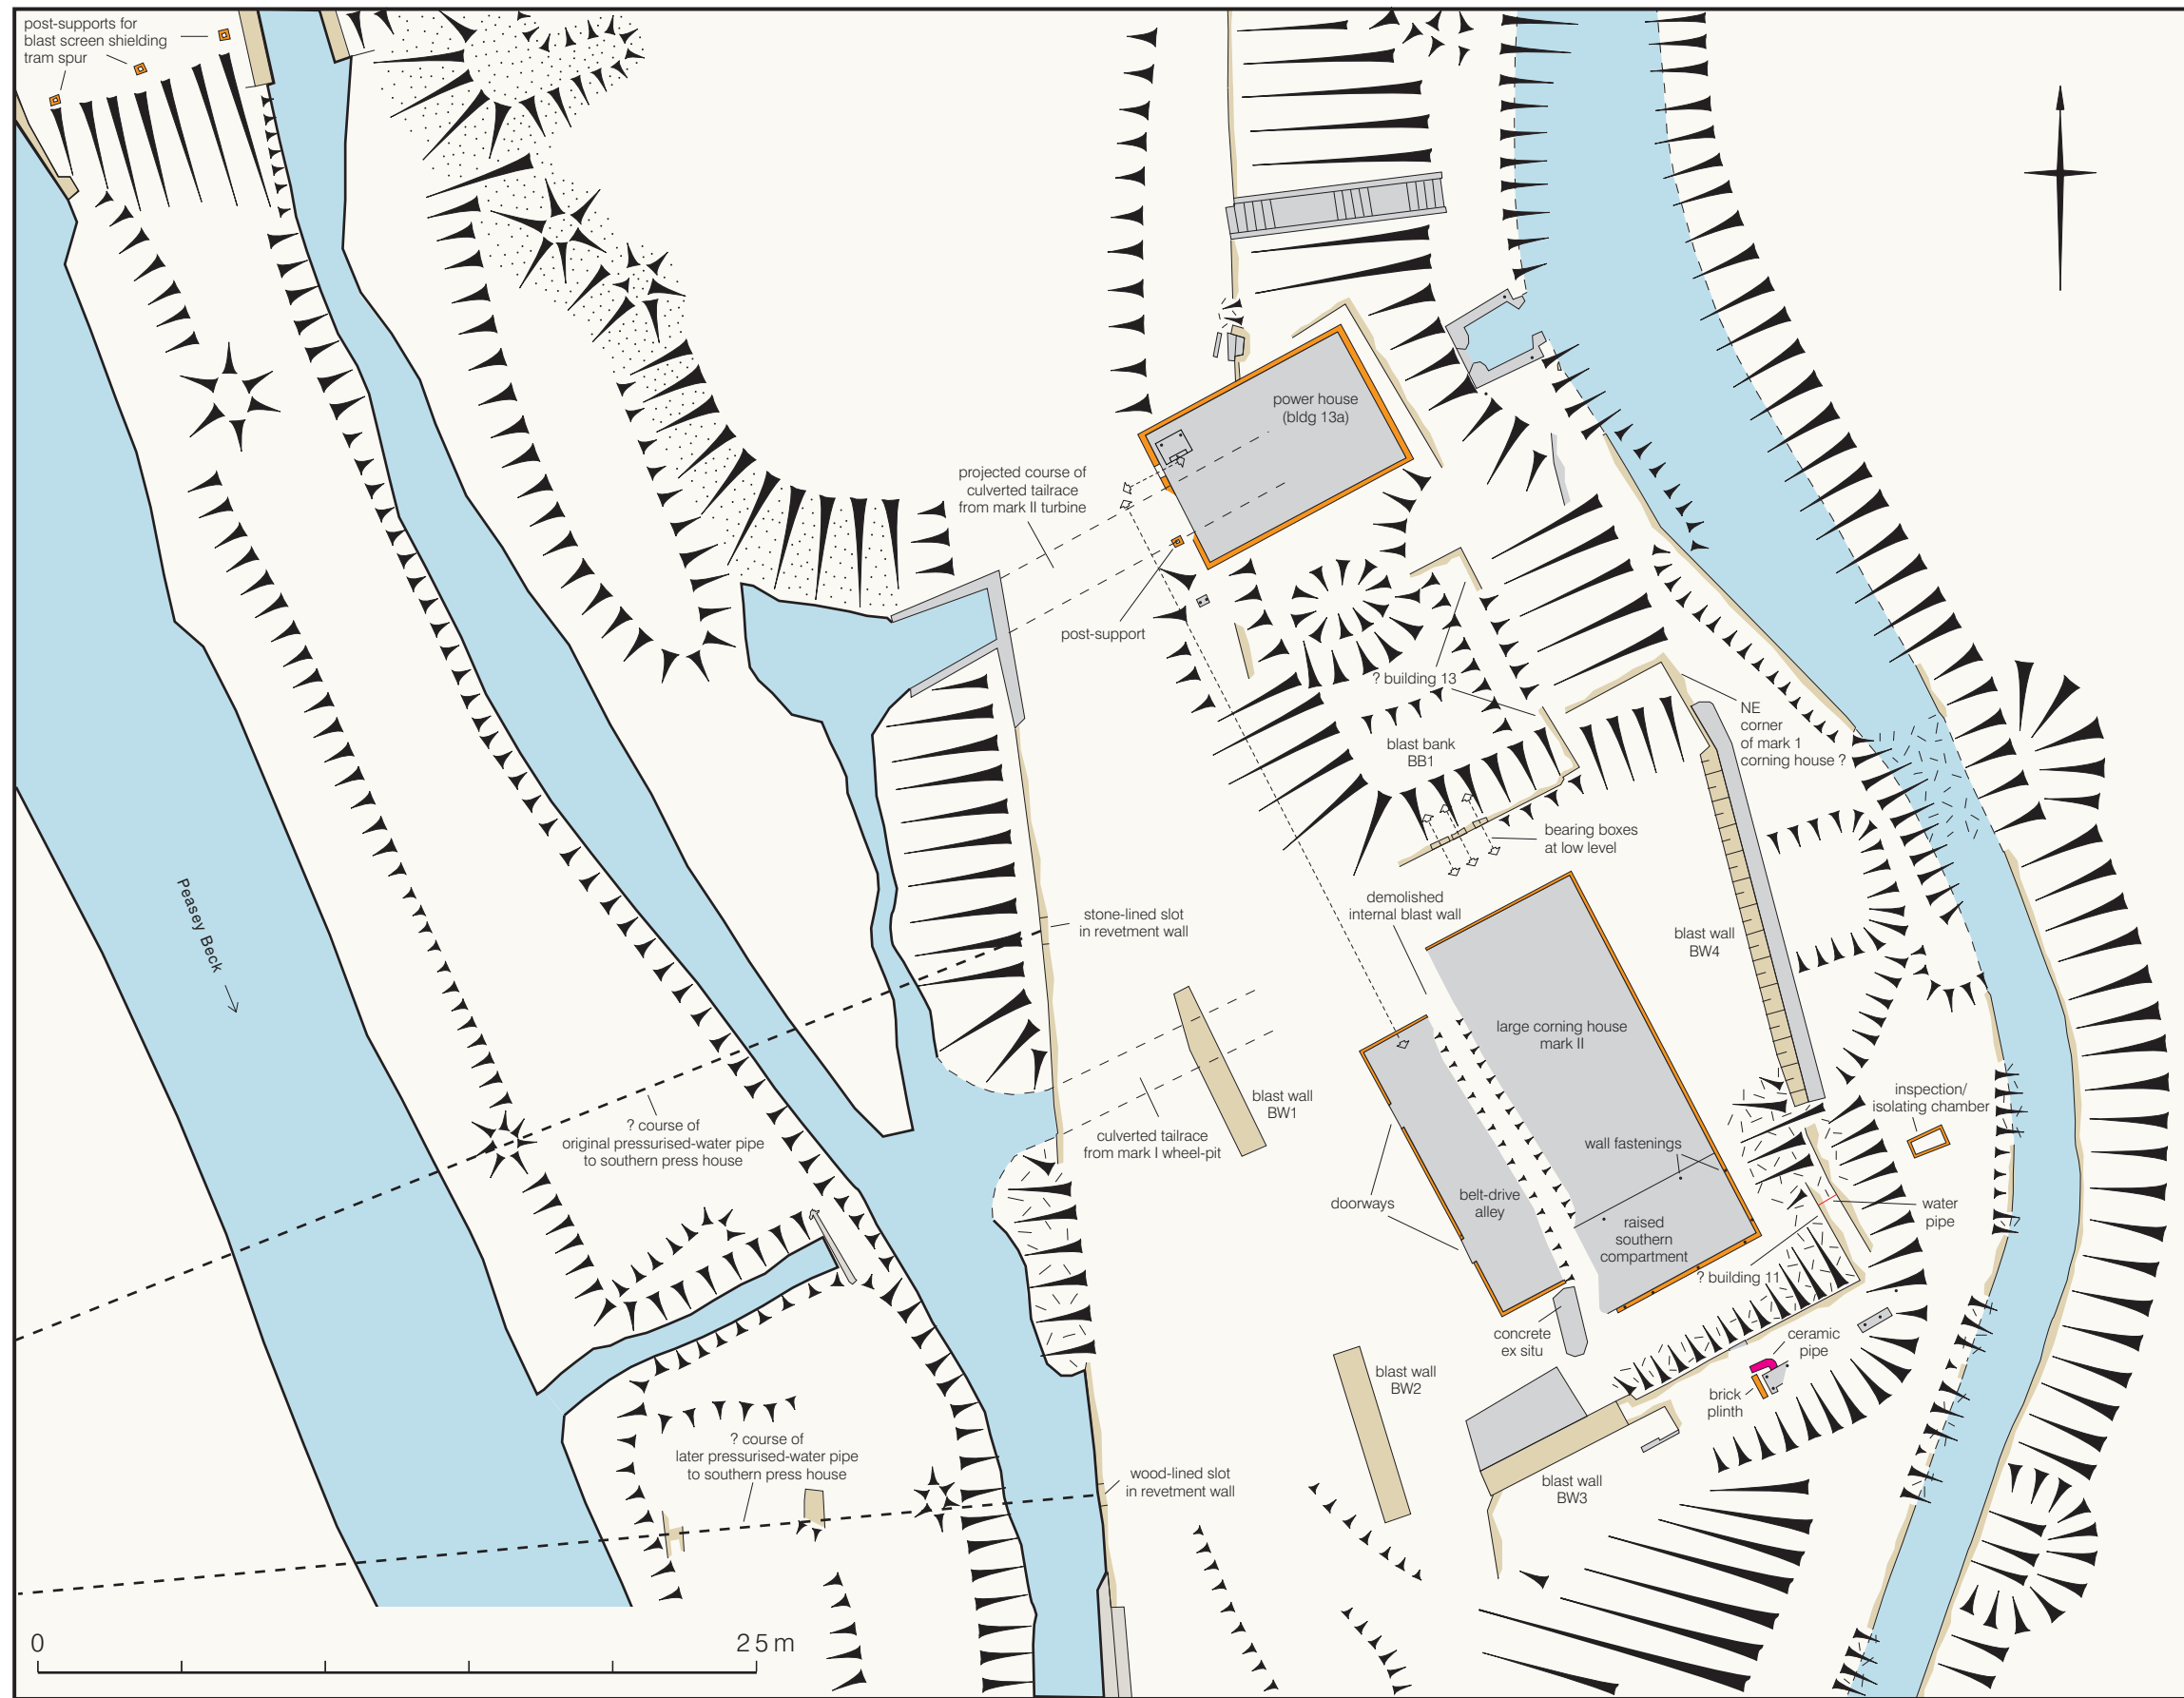 post-supports for
blast screen shielding
tram spur
power house
(bldg 13a)
projected course of
culverted tailrace
from mark II turbine
post-support
? building 13
NE
corner
of mark 1
corning house ?
blast bank
BB1
bearing boxes
at low level
demolished
internal blast wall
stone-lined slot
in revetment wall
blast wall
BW4
Peasey Beck
large corning house
mark II
inspection/
isolating chamber
blast wall
BW1
? course of
original pressurised-water pipe
to southern press house
culverted tailrace
from mark I wheel-pit
wall fastenings
doorways
belt-drive
alley
water
pipe
raised
southern
compartment
? building 11
concrete
ex situ
ceramic
pipe
blast wall
BW2
brick
plinth
? course of
later pressurised-water pipe
to southern press house
wood-lined slot
in revetment wall
blast wall
BW3
0
25m